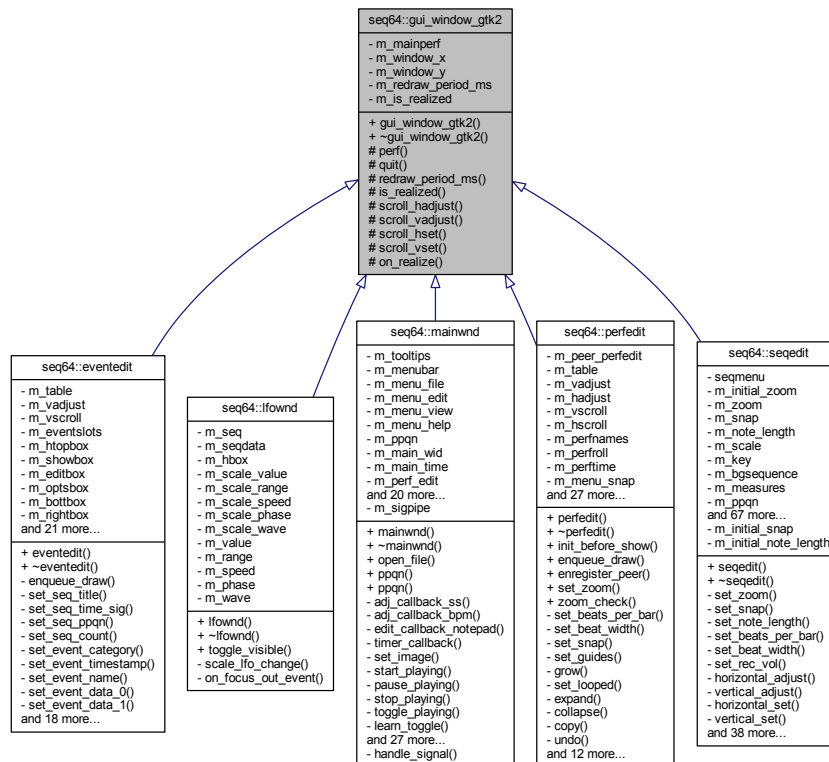 seq64::gui_window_gtk2
- m_mainperf
- m_window_x
- m_window_y
- m_redraw_period_ms
- m_is_realized
+ gui_window_gtk2()
+ ~gui_window_gtk2()
# perf()
# quit()
# redraw_period_ms()
# is_realized()
# scroll_hadjust()
# scroll_vadjust()
# scroll_hset()
# scroll_vset()
# on_realize()
seq64::eventedit
- m_table
- m_vadjust
- m_vscroll
- m_eventslots
- m_htopbox
- m_showbox
- m_editbox
- m_optsbox
- m_bottbox
- m_rightbox
and 21 more...
+ eventedit()
+ ~eventedit()
- enqueue_draw()
- set_seq_title()
- set_seq_time_sig()
- set_seq_ppqn()
- set_seq_count()
- set_event_category()
- set_event_timestamp()
- set_event_name()
- set_event_data_0()
- set_event_data_1()
and 18 more...
seq64::lfownd
- m_seq
- m_seqdata
- m_hbox
- m_scale_value
- m_scale_range
- m_scale_speed
- m_scale_phase
- m_scale_wave
- m_value
- m_range
- m_speed
- m_phase
- m_wave
+ lfownd()
+ ~lfownd()
+ toggle_visible()
- scale_lfo_change()
- on_focus_out_event()
seq64::mainwnd
- m_tooltips
- m_menubar
- m_menu_file
- m_menu_edit
- m_menu_view
- m_menu_help
- m_ppqn
- m_main_wid
- m_main_time
- m_perf_edit
and 20 more...
- m_sigpipe
+ mainwnd()
+ ~mainwnd()
+ open_file()
+ ppqn()
+ ppqn()
- adj_callback_ss()
- adj_callback_bpm()
- edit_callback_notepad()
- timer_callback()
- set_image()
- start_playing()
- pause_playing()
- stop_playing()
- toggle_playing()
- learn_toggle()
and 27 more...
- handle_signal()
seq64::perfedit
- m_peer_perfedit
- m_table
- m_vadjust
- m_hadjust
- m_vscroll
- m_hscroll
- m_perfnames
- m_perfroll
- m_perftime
- m_menu_snap
and 27 more...
+ perfedit()
+ ~perfedit()
+ init_before_show()
+ enqueue_draw()
+ enregister_peer()
+ set_zoom()
+ zoom_check()
- set_beats_per_bar()
- set_beat_width()
- set_snap()
- set_guides()
- grow()
- set_looped()
- expand()
- collapse()
- copy()
- undo()
and 12 more...
seq64::seqedit
- seqmenu
- m_initial_zoom
- m_zoom
- m_snap
- m_note_length
- m_scale
- m_key
- m_bgsequence
- m_measures
- m_ppqn
and 67 more...
- m_initial_snap
- m_initial_note_length
+ seqedit()
+ ~seqedit()
- set_zoom()
- set_snap()
- set_note_length()
- set_beats_per_bar()
- set_beat_width()
- set_rec_vol()
- horizontal_adjust()
- vertical_adjust()
- horizontal_set()
- vertical_set()
and 38 more...